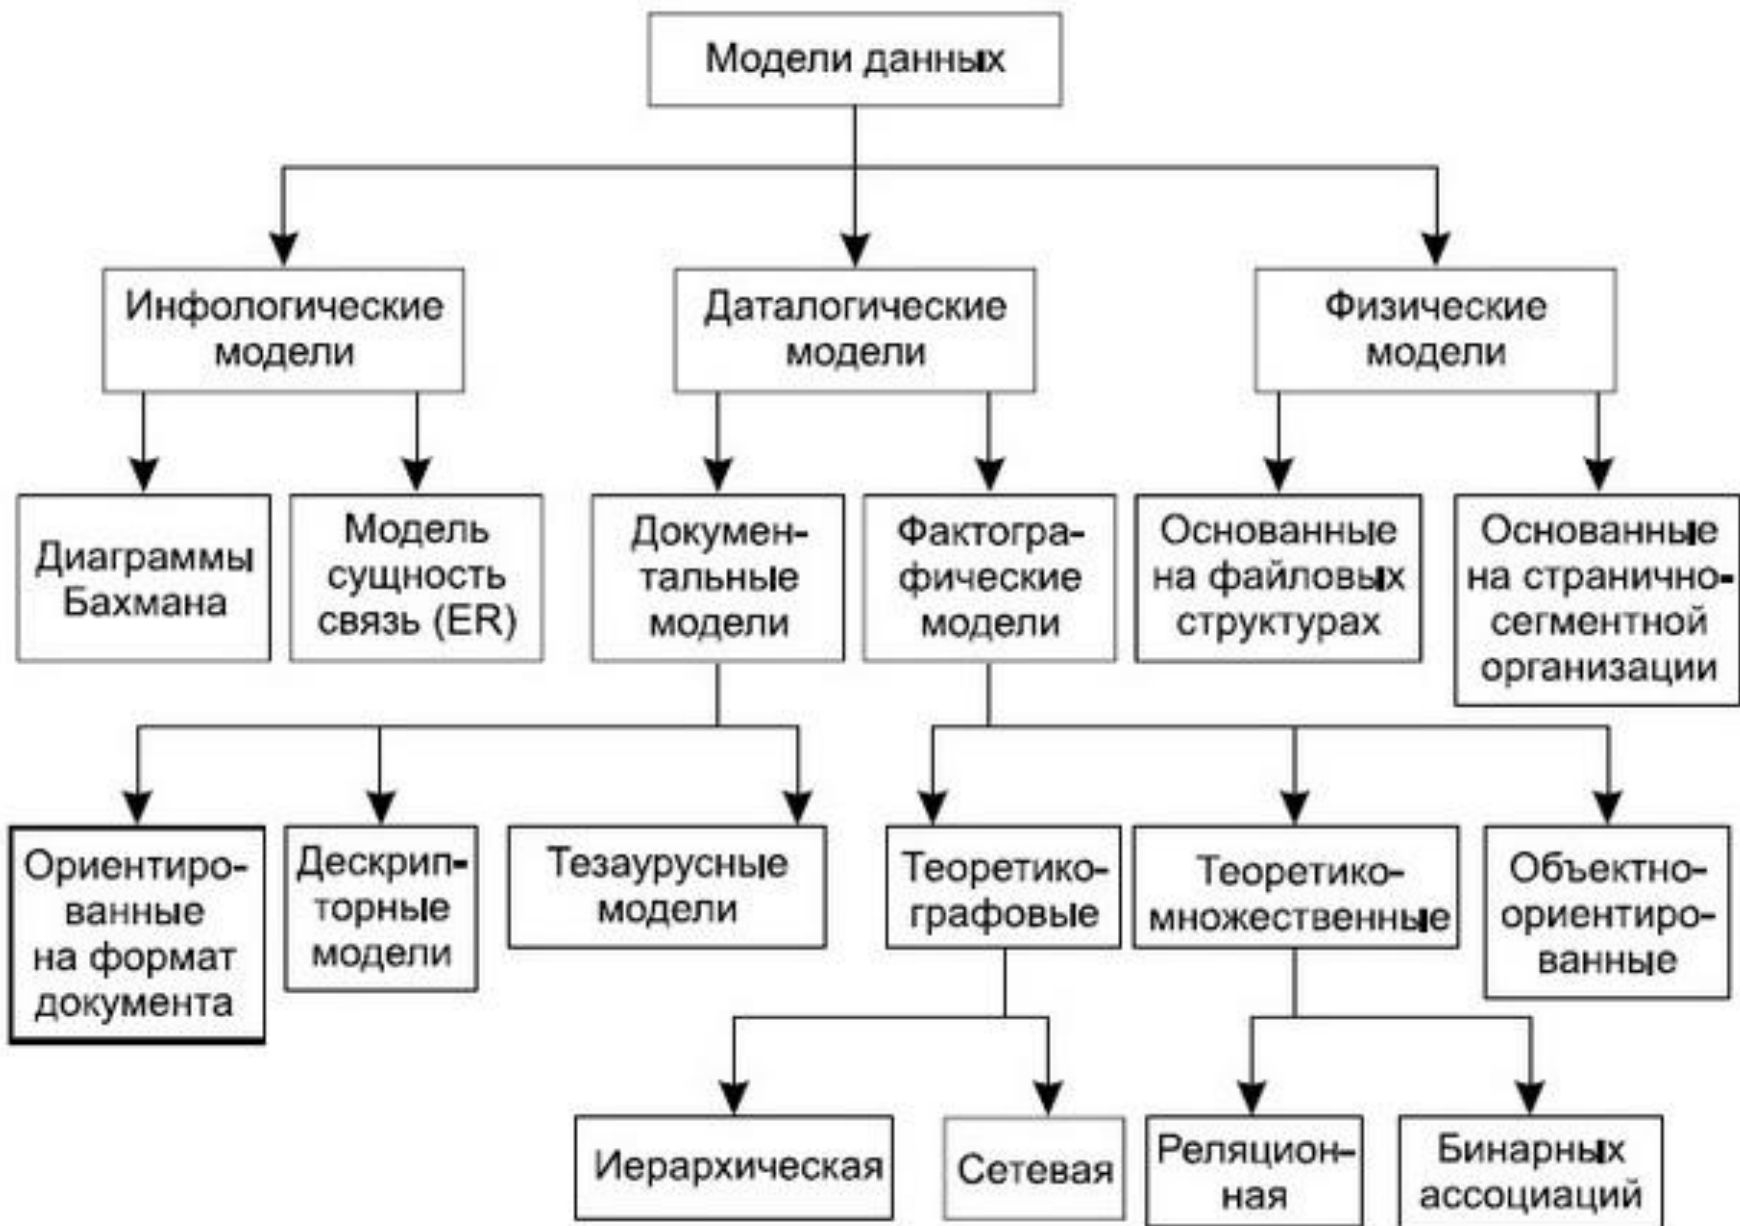 Модели данных
Инфологические
модели
Даталогические
модели
Физические
модели
Диаграммы
Бахмана
Модель
сущность
связь (ER)
Докумен-
тальные
модели
Фактогра-
фические
модели
Основанные
на файловых
структурах
Основанные
на странично-
сегментной
организации
Ориентиро-
ванные
на формат
документа
Дескрип-
торные
модели
Тезаурусные
модели
Теоретико-
графовые
Теоретико-
множественные
Объектно-
ориентиро-
ванные
Иерархическая
Сетевая
Реляцион-
ная
Бинарных
ассоциаций